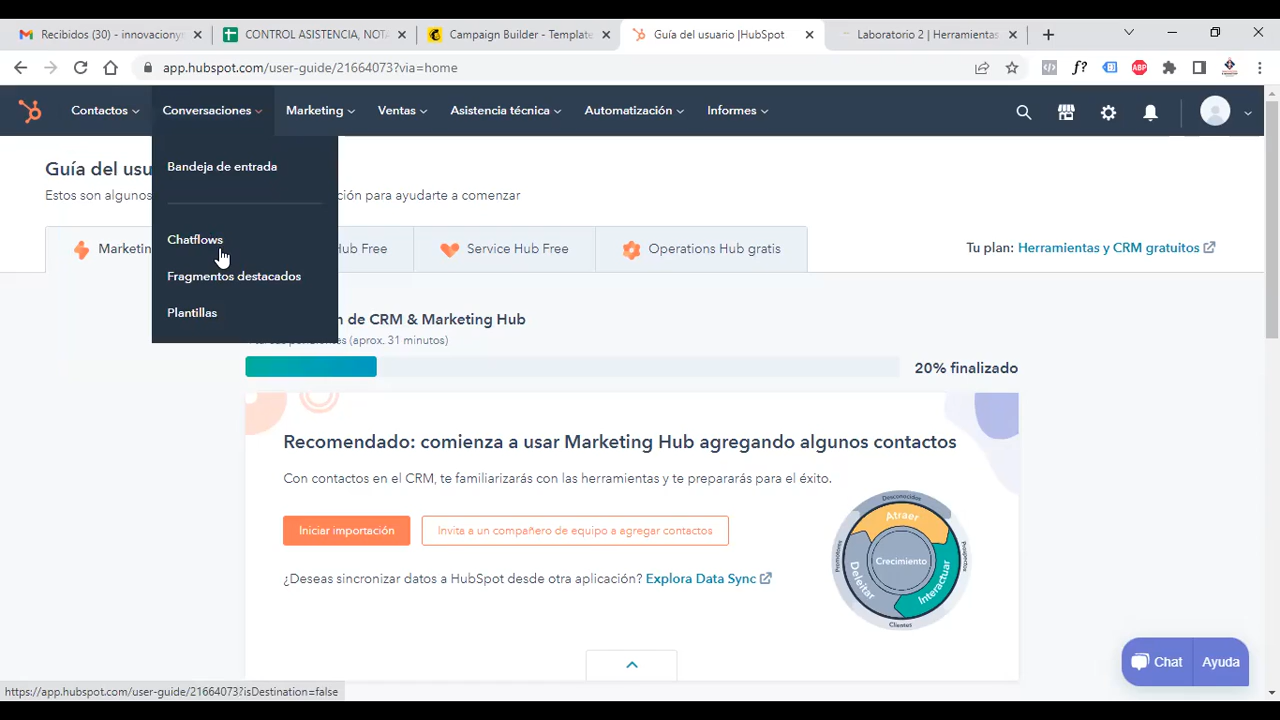 Recibidos (30) - innovaciony
CONTROL ASISTENCIA, NOT
Campaign Builder - Template
Guía del usuario |HubSpot
Laboratorio 2 | Herramientas
app.hubspot.com/user-guide/21664073?via=home
f?
ABP
Contactos
Conversaciones
Marketing
Ventas
Asistencia técnica
Automatización
Informes
Bandeja de entrada
Chatflows
Fragmentos destacados
Plantillas
Guía del usu
Estos son algunos
ción para ayudarte a comenzar
Marketin
Hub Free
Service Hub Free
Operations Hub gratis
Tu plan: Herramientas y CRM gratuitos
n de CRM & Marketing Hub
(aprox. 31 minutos)
20% finalizado
Recomendado: comienza a usar Marketing Hub agregando algunos contactos
Con contactos en el CRM, te familiarizarás con las herramientas y te prepararás para el éxito.
Iniciar importación
Invita a un compañero de equipo a agregar contactos
¿Deseas sincronizar datos a HubSpot desde otra aplicación? Explora Data Sync
Desconocidos
Atraer
Prospectos
Interactuar
Clientes
Deleitar
Promotores
Crecimiento
Chat
Ayuda
https://app.hubspot.com/user-guide/21664073?isDestination=false